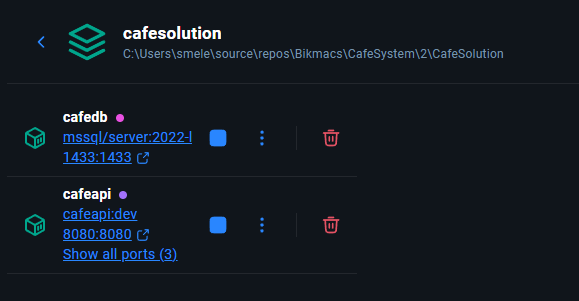 cafesolution
C:\Users\smele\source\repos\Bikmacs\CafeSystem\2\CafeSolution
cafedb
mssql/server:2022-l
1433:1433
cafeapi
cafeapi:dev
8080:8080
Show all ports (3)